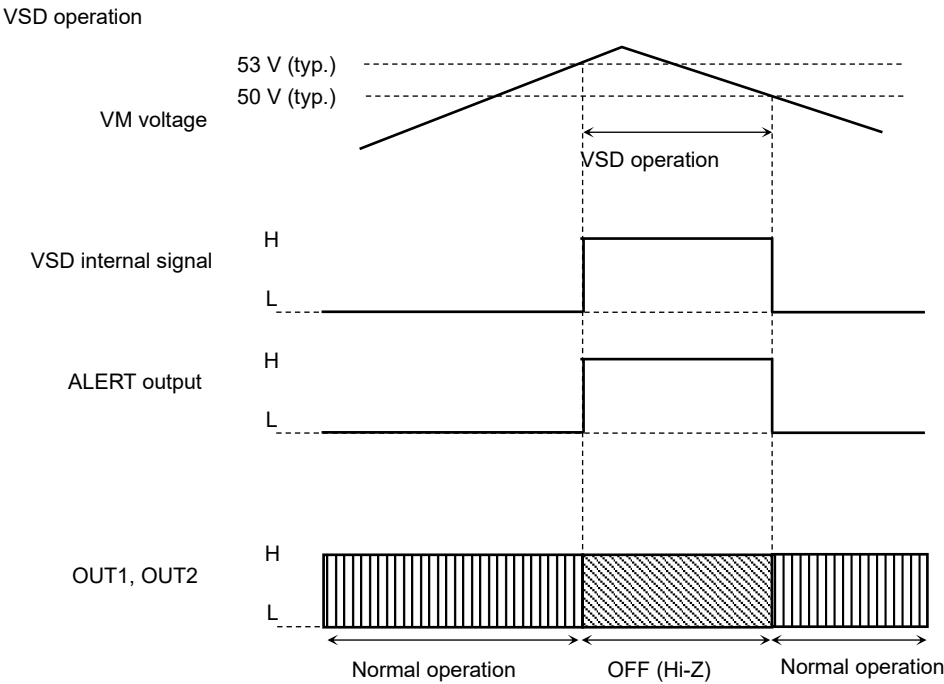 VSD operation
53 V (typ.)
50 V (typ.)
VM voltage
VSD operation
H
VSD internal signal
L
H
ALERT output
L
H
OUT1, OUT2
L
Normal operation
OFF (Hi-Z)
Normal operation